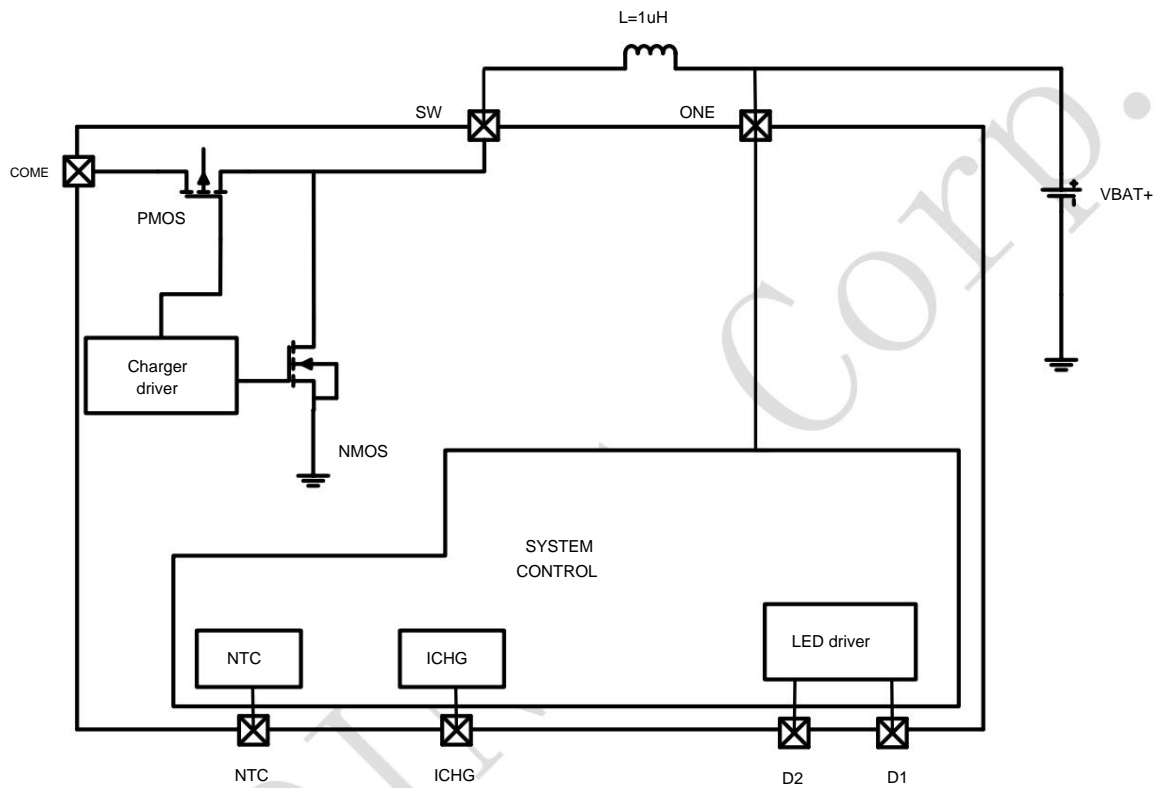 L=1uH
SW
ONE
COME
PMOS
VBAT+
Charger
driver
NMOS
SYSTEM
CONTROL
NTC
ICHG
LED driver
NTC
ICHG
D2
D1
Corp.